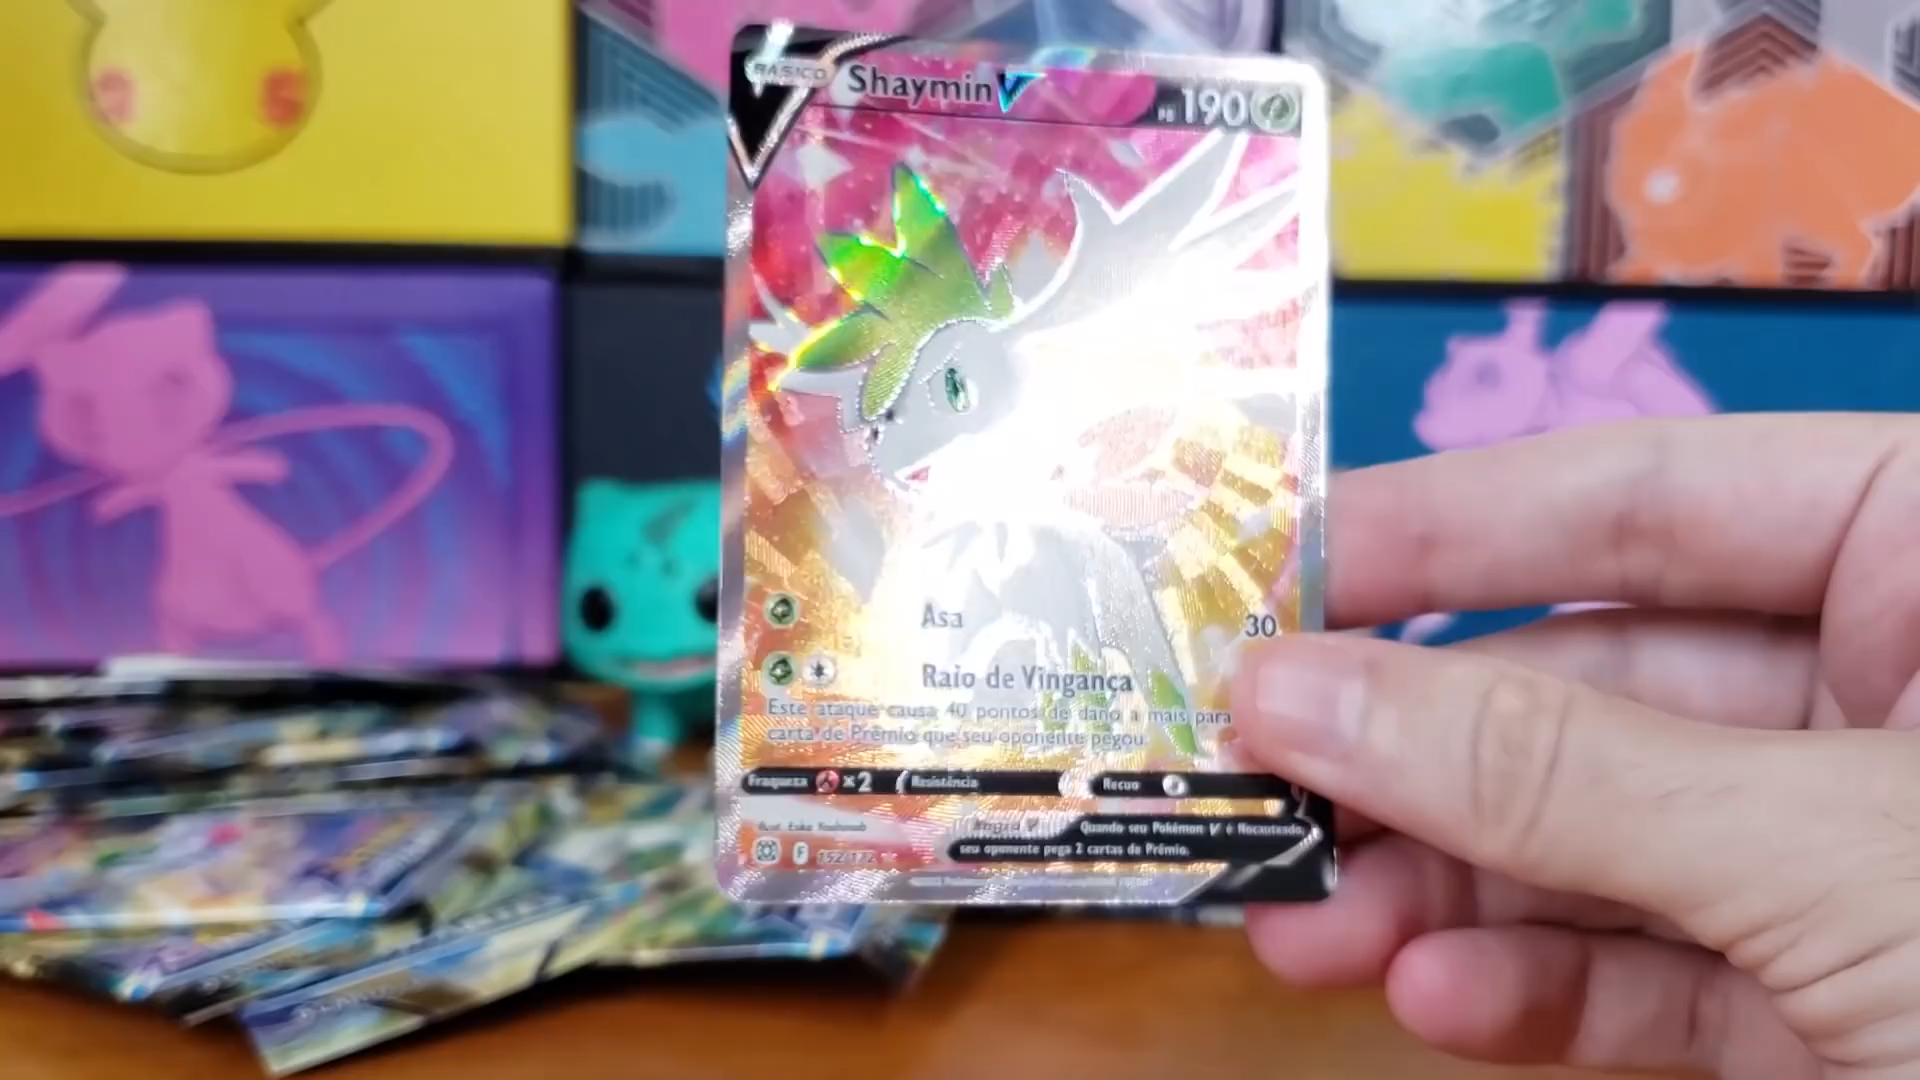 BÁSICO Shaymin V PS 190
Asa 30
Raio de Vingança
Este ataque causa 40 pontos de dano a mais para
carta de Prêmio que seu oponente pegou
Fraqueza ×2 Resistência Recuo
Quando seu Pokémon V é Nocauteado,
seu oponente pega 2 cartas de Prêmio.
F 152/172